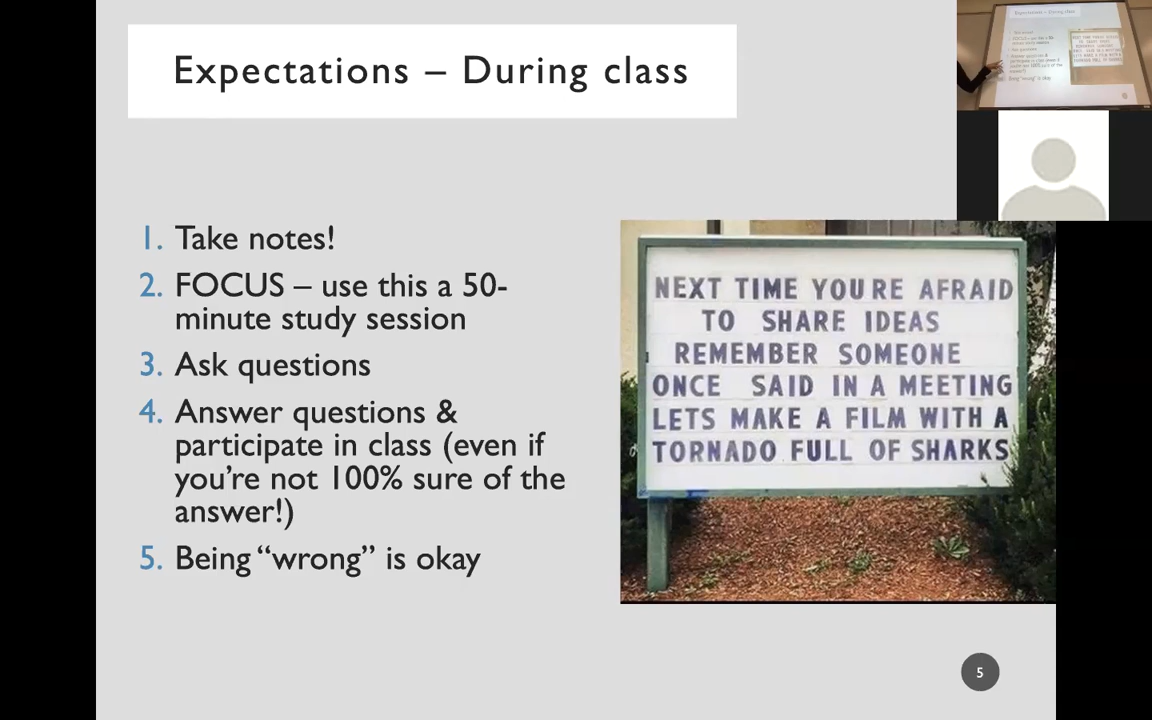 Expectations – During class
1. Take notes!
2. FOCUS – use this a 50-
minute study session
3. Ask questions
4. Answer questions &
participate in class (even if
you’re not 100% sure of the
answer!)
5. Being “wrong” is okay
NEXT TIME YOURE AFRAID
TO SHARE IDEAS
REMEMBER SOMEONE
ONCE SAID IN A MEETING
LETS MAKE A FILM WITH A
TORNADO FULL OF SHARKS
5